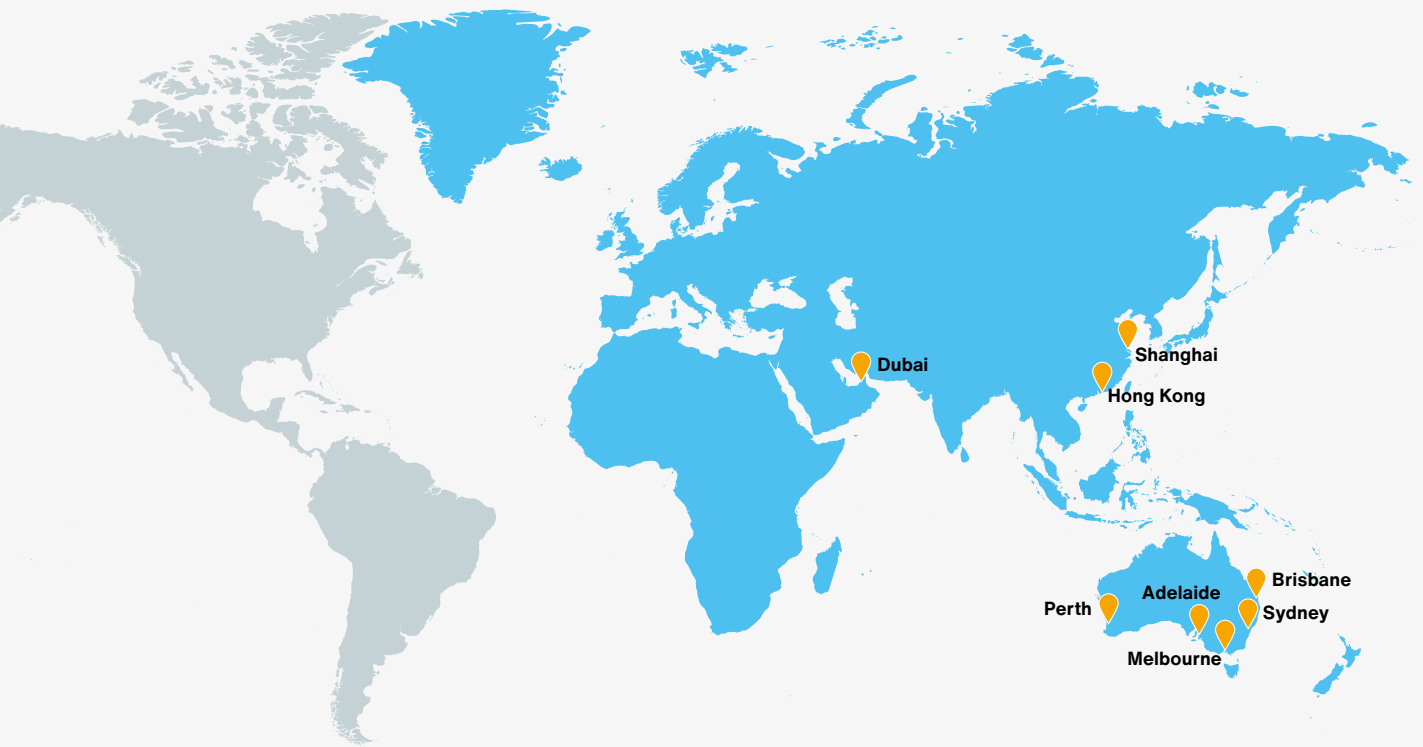 Dubai
Shanghai
Hong Kong
Brisbane
Adelaide
Perth
Sydney
Melbourne